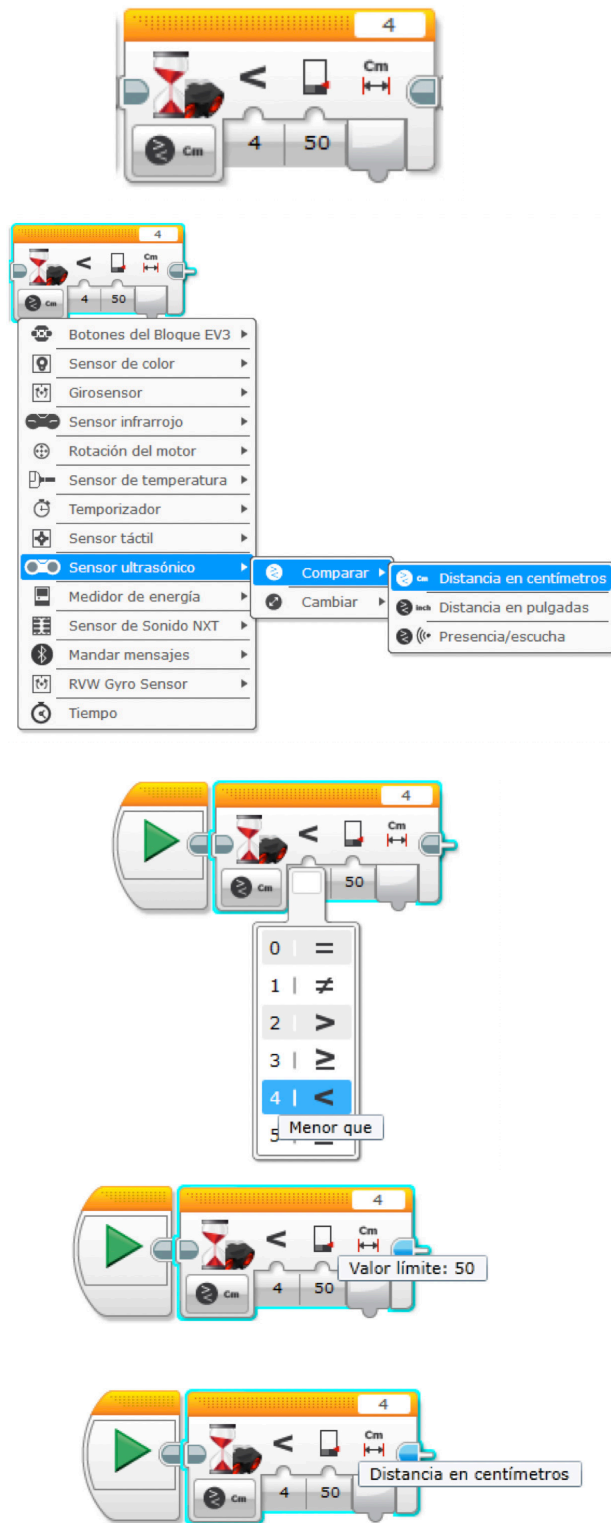 4
< Cm
Cm 4 50
4
< Cm
Cm 4 50
Botones del Bloque EV3
Sensor de color
Girosensor
Sensor infrarrojo
Rotación del motor
Sensor de temperatura
Temporizador
Sensor táctil
Sensor ultrasónico
Comparar
Cm Distancia en centímetros
Medidor de energía
Cambiar
Inch Distancia en pulgadas
Sensor de Sonido NXT
Presencia/escucha
Mandar mensajes
RVW Gyro Sensor
Tiempo
4
< Cm
Cm 50
0 | =
1 | ≠
2 | >
3 | ≥
4 | <
Menor que
5
4
< Cm
Valor límite: 50
Cm 4 50
4
< Cm
Distancia en centímetros
Cm 4 50